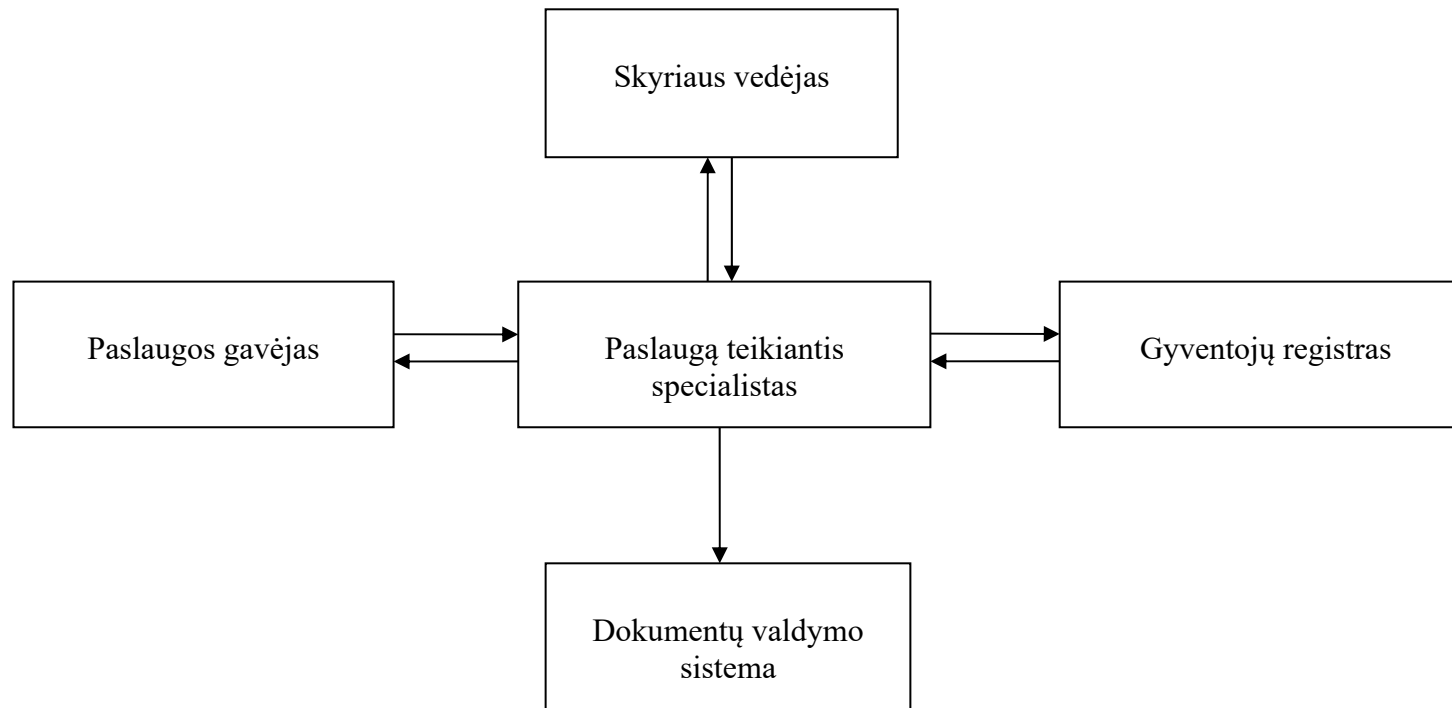 Skyriaus vedėjas
Paslaugos gavėjas
Paslaugą teikiantis
specialistas
Gyventojų registras
Dokumentų valdymo
sistema